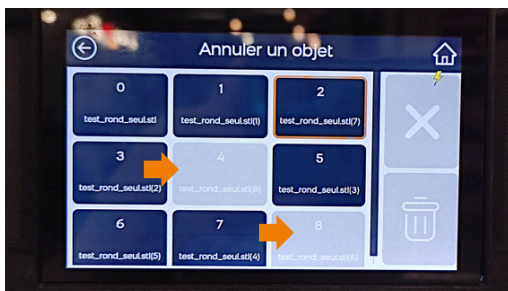 Annuler un objet
0
test_rond_seul.stl
1
test_rond_seul.stl(1)
2
test_rond_seul.stl(7)
3
test_rond_seul.stl(2)
4
test_rond_seul.stl(8)
5
test_rond_seul.stl(3)
6
test_rond_seul.stl(5)
7
test_rond_seul.stl(4)
8
test_rond_seul.stl(6)